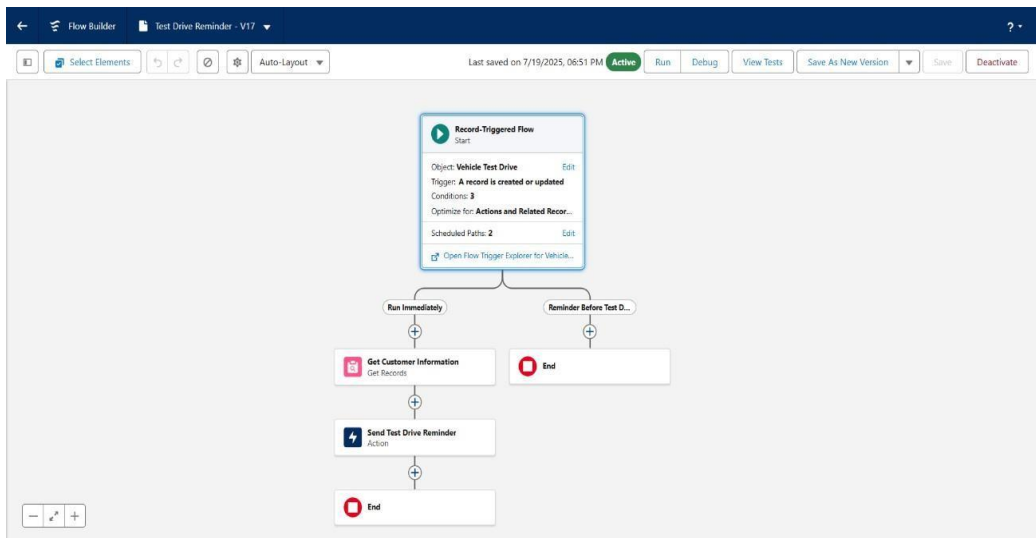 Flow Builder Test Drive Reminder - V17 ?
Select Elements Auto-Layout Last saved on 7/19/2025, 06:51 PM Active Run Debug View Tests Save As New Version Save Deactivate
Record-Triggered Flow
Start
Object: Vehicle Test Drive Edit
Trigger: A record is created or updated
Conditions: 3
Optimize for: Actions and Related Recor...
Scheduled Paths: 2 Edit
Open Flow Trigger Explorer for Vehicle...
Run Immediately Reminder Before Test D...
Get Customer Information
Get Records
End
Send Test Drive Reminder
Action
End